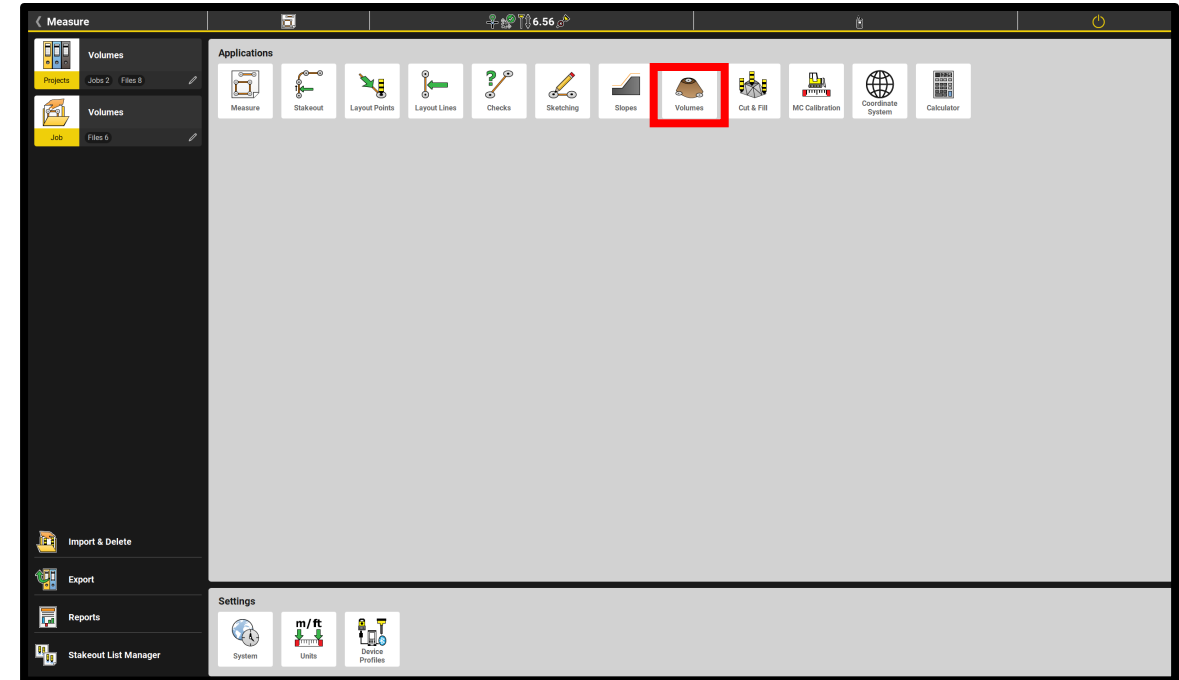 Measure
6.56
Volumes
Projects Jobs 2 Files 8
Volumes
Job Files 6
Import & Delete
Export
Reports
Stakeout List Manager
Applications
Measure
Stakeout
Layout Points
Layout Lines
?
Checks
Sketching
Slopes
Volumes
Cut & Fill
MC Calibration
Coordinate
System
Calculator
Settings
System
m/ft
Units
Device
Profiles